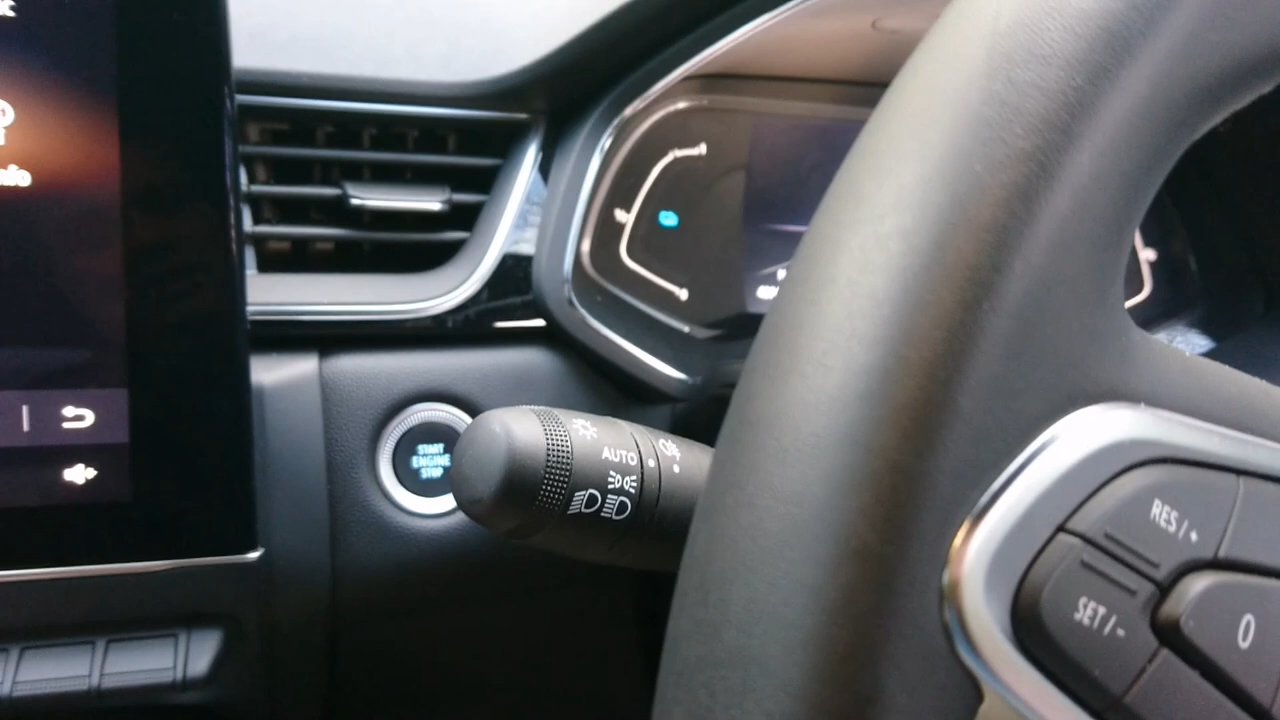 START
ENGINE
STOP
AUTO
RES / +
SET / -
0